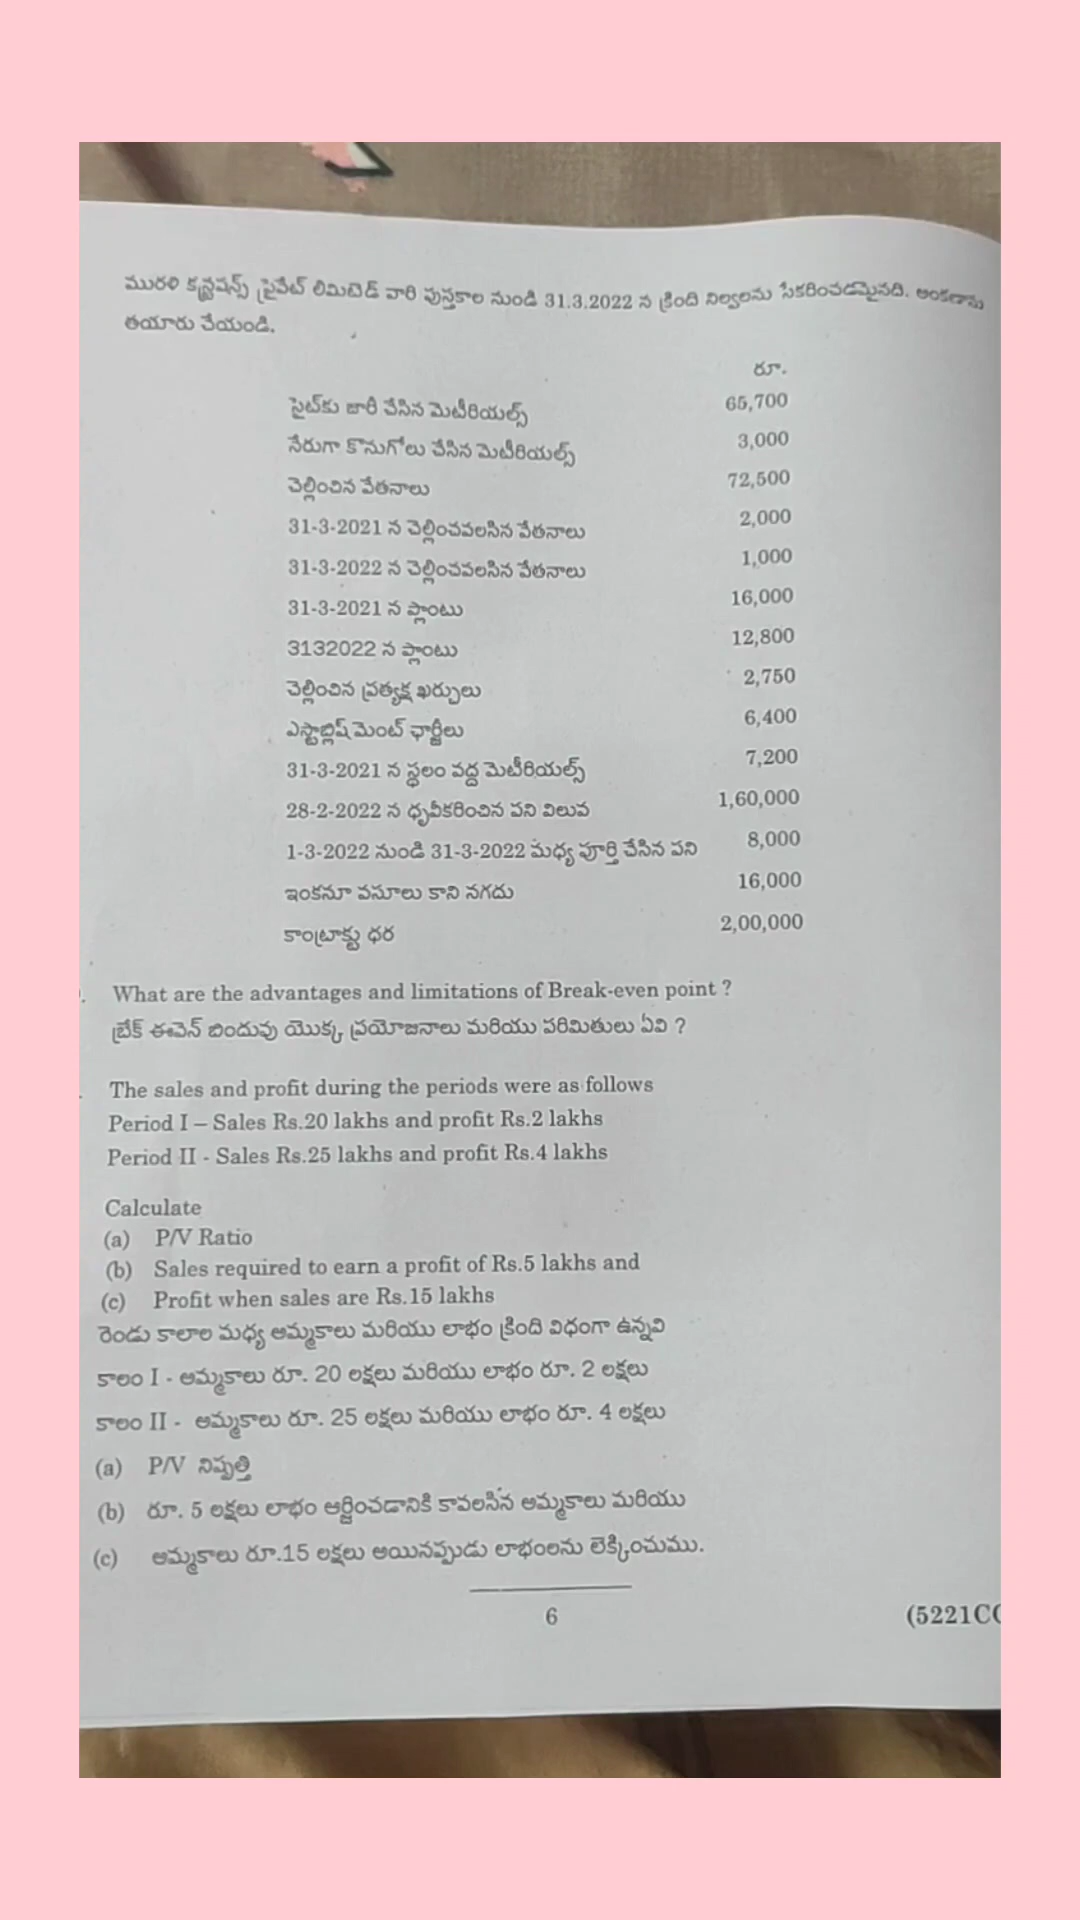 మురళి కన్స్ట్రక్షన్స్ ప్రైవేట్ లిమిటెడ్ వారి పుస్తకాల నుండి 31.3.2022 న క్రింది నిల్వలను సేకరించడమైనది.
తయారు చేయండి.
రూ.
సైట్‌కు జారీ చేసిన మెటీరియల్స్ 65,700
నేరుగా కొనుగోలు చేసిన మెటీరియల్స్ 3,000
చెల్లించిన వేతనాలు 72,500
31-3-2021 న చెల్లించవలసిన వేతనాలు 2,000
31-3-2022 న చెల్లించవలసిన వేతనాలు 1,000
31-3-2021 న ప్లాంటు 16,000
3132022 న ప్లాంటు 12,800
చెల్లించిన ప్రత్యక్ష ఖర్చులు 2,750
ఎస్టాబ్లిష్‌మెంట్ ఛార్జీలు 6,400
31-3-2021 న స్థలం వద్ద మెటీరియల్స్ 7,200
28-2-2022 న ధృవీకరించిన పని విలువ 1,60,000
1-3-2022 నుండి 31-3-2022 మధ్య పూర్తి చేసిన పని 8,000
ఇంకనూ వసూలు కాని నగదు 16,000
కాంట్రాక్టు ధర 2,00,000
What are the advantages and limitations of Break-even point ?
బ్రేక్ ఈవెన్ బిందువు యొక్క ప్రయోజనాలు మరియు పరిమితులు ఏవి ?
The sales and profit during the periods were as follows
Period I – Sales Rs.20 lakhs and profit Rs.2 lakhs
Period II - Sales Rs.25 lakhs and profit Rs.4 lakhs
Calculate
(a) P/V Ratio
(b) Sales required to earn a profit of Rs.5 lakhs and
(c) Profit when sales are Rs.15 lakhs
రెండు కాలాల మధ్య అమ్మకాలు మరియు లాభం క్రింది విధంగా ఉన్నవి
కాలం I - అమ్మకాలు రూ. 20 లక్షలు మరియు లాభం రూ. 2 లక్షలు
కాలం II - అమ్మకాలు రూ. 25 లక్షలు మరియు లాభం రూ. 4 లక్షలు
(a) P/V నిష్పత్తి
(b) రూ. 5 లక్షలు లాభం ఆర్జించడానికి కావలసిన అమ్మకాలు మరియు
(c) అమ్మకాలు రూ.15 లక్షలు అయినప్పుడు లాభంలను లెక్కించుము.
6
(5221CO